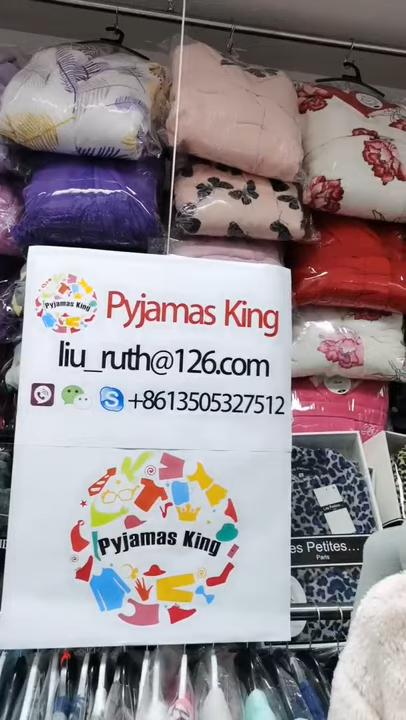 Pyjamas King
Pyjamas King
liu_ruth@126.com
+8613505327512
Pyjamas King
es Petites...
Paris